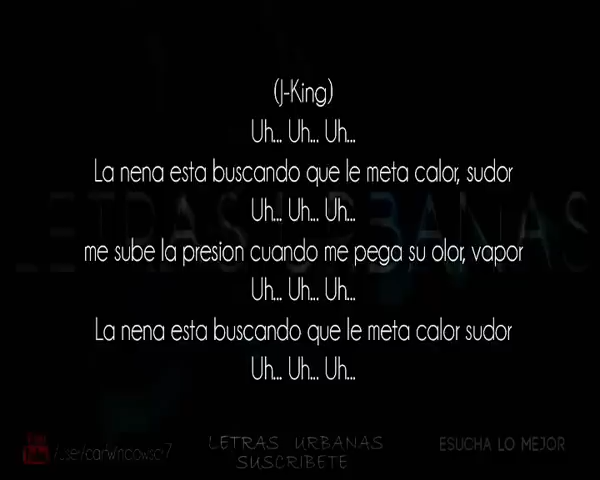 (J-King)
Uh... Uh... Uh...
La nena esta buscando que le meta calor, sudor
Uh... Uh... Uh...
LETRAS URBANAS
me sube la presion cuando me pega su olor, vapor
Uh... Uh... Uh...
La nena esta buscando que le meta calor sudor
Uh... Uh... Uh...
LETRAS URBANAS
SUSCRIBETE
ESUCHA LO MEJOR